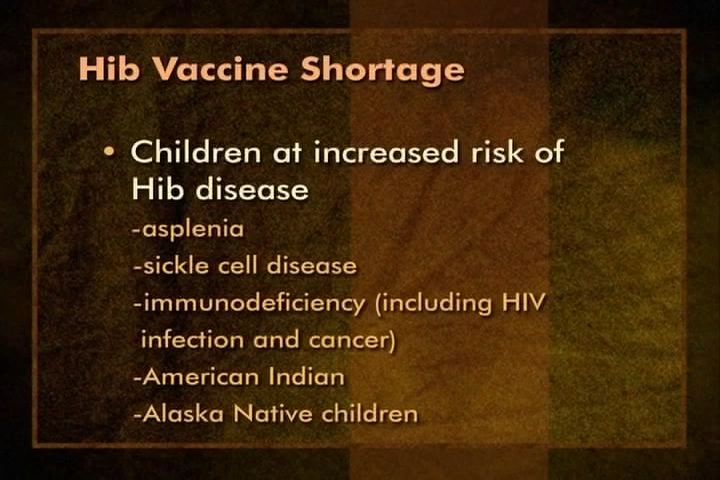 Hib Vaccine Shortage
• Children at increased risk of
Hib disease
-asplenia
-sickle cell disease
-immunodeficiency (including HIV
infection and cancer)
-American Indian
-Alaska Native children